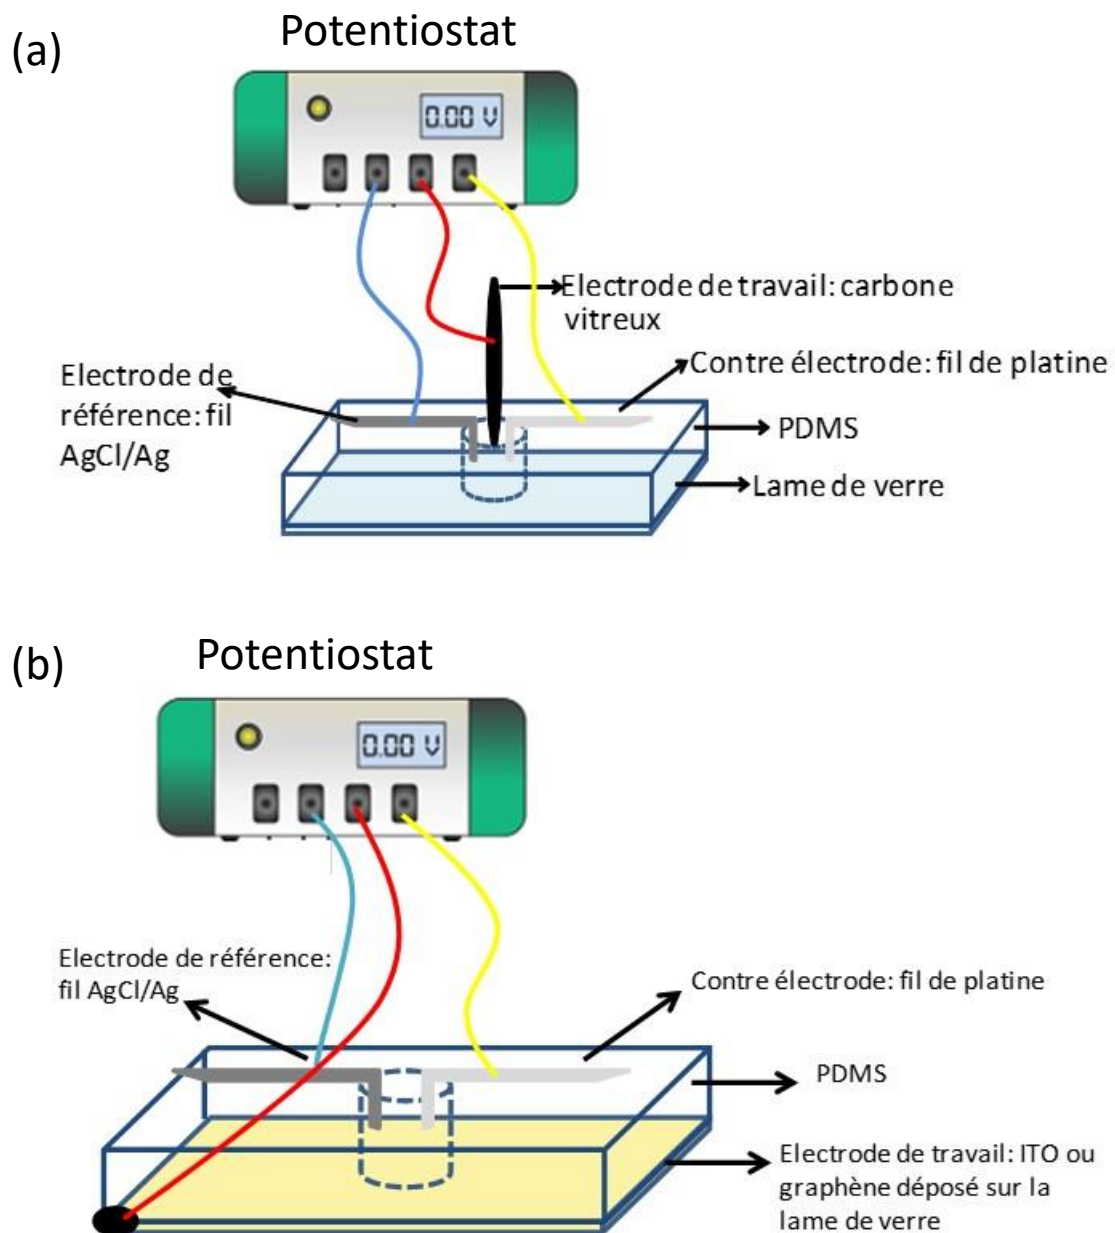 (a)
Potentiostat
0.00 V
Electrode de travail: carbone
vitreux
Contre électrode: fil de platine
Electrode de
référence: fil
AgCl/Ag
PDMS
Lame de verre
(b)
Potentiostat
0.00 V
Electrode de référence:
fil AgCl/Ag
Contre électrode: fil de platine
PDMS
Electrode de travail: ITO ou
graphène déposé sur la
lame de verre